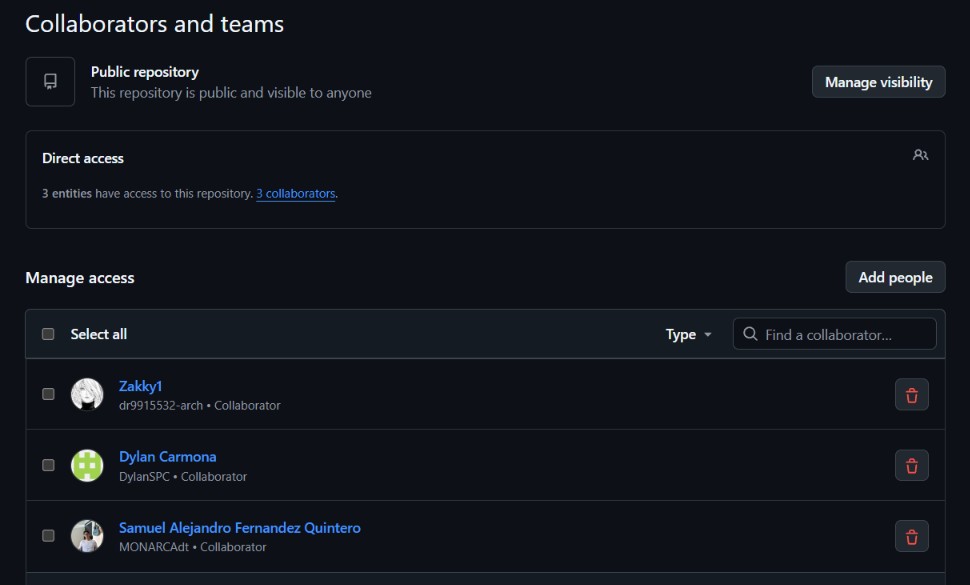 Collaborators and teams
Public repository
This repository is public and visible to anyone
Manage visibility
Direct access
3 entities have access to this repository. 3 collaborators.
Manage access
Add people
Select all
Type
Find a collaborator...
Zakky1
dr9915532-arch • Collaborator
Dylan Carmona
DylanSPC • Collaborator
Samuel Alejandro Fernandez Quintero
MONARCAdt • Collaborator